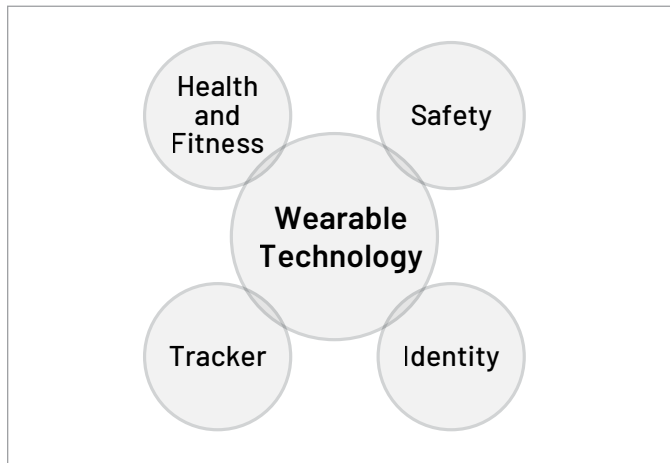 Health
and
Fitness
Safety
Wearable
Technology
Tracker
Identity